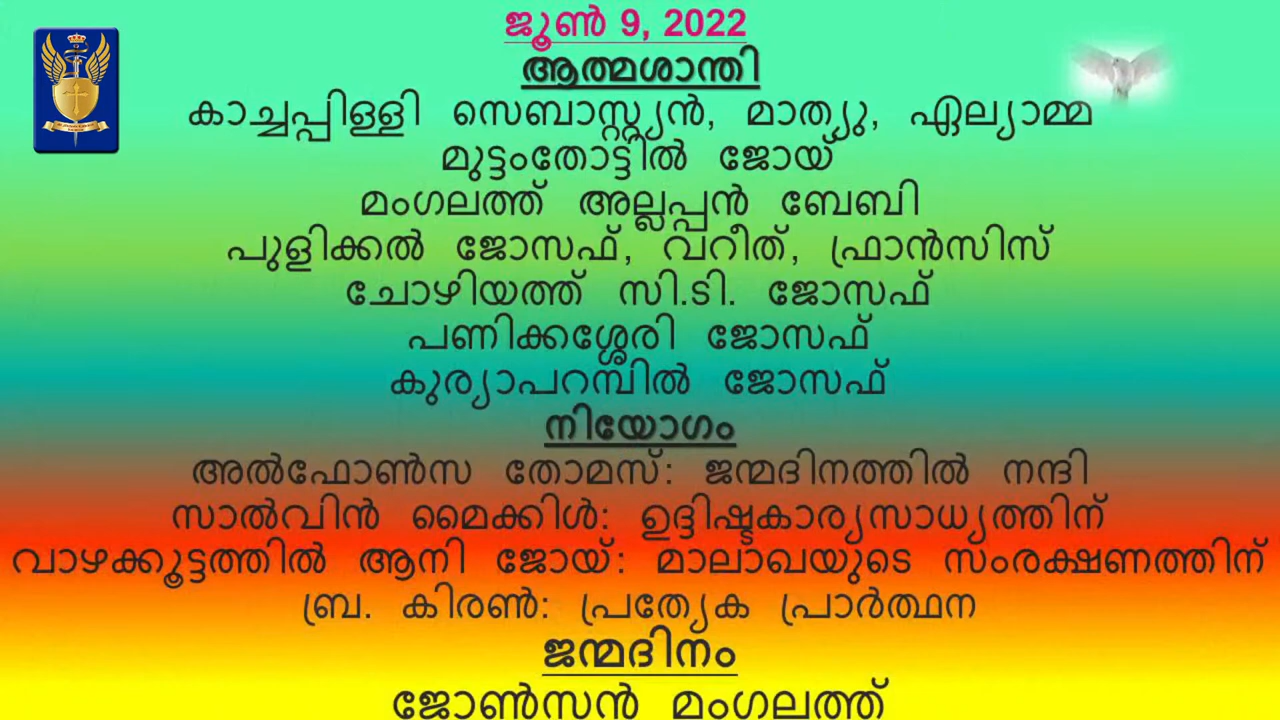 ജൂൺ 9, 2022
ആത്മശാന്തി
കാച്ചപ്പിള്ളി സെബാസ്റ്റ്യൻ, മാത്യു, ഏല്യാമ്മ
മുട്ടംതോട്ടിൽ ജോയ്
മംഗലത്ത് അല്ലപ്പൻ ബേബി
പുളിക്കൽ ജോസഫ്, വറീത്, ഫ്രാൻസിസ്
ചോഴിയത്ത് സി.ടി. ജോസഫ്
പണിക്കശ്ശേരി ജോസഫ്
കുര്യാപറമ്പിൽ ജോസഫ്
നിയോഗം
അൽഫോൺസ തോമസ്: ജന്മദിനത്തിൽ നന്ദി
സാൽവിൻ മൈക്കിൾ: ഉദ്ദിഷ്ടകാര്യസാധ്യത്തിന്
വാഴക്കൂട്ടത്തിൽ ആനി ജോയ്: മാലാഖയുടെ സംരക്ഷണത്തിന്
ബ്ര. കിരൺ: പ്രത്യേക പ്രാർത്ഥന
ജന്മദിനം
ജോൺസൻ മംഗലത്ത്